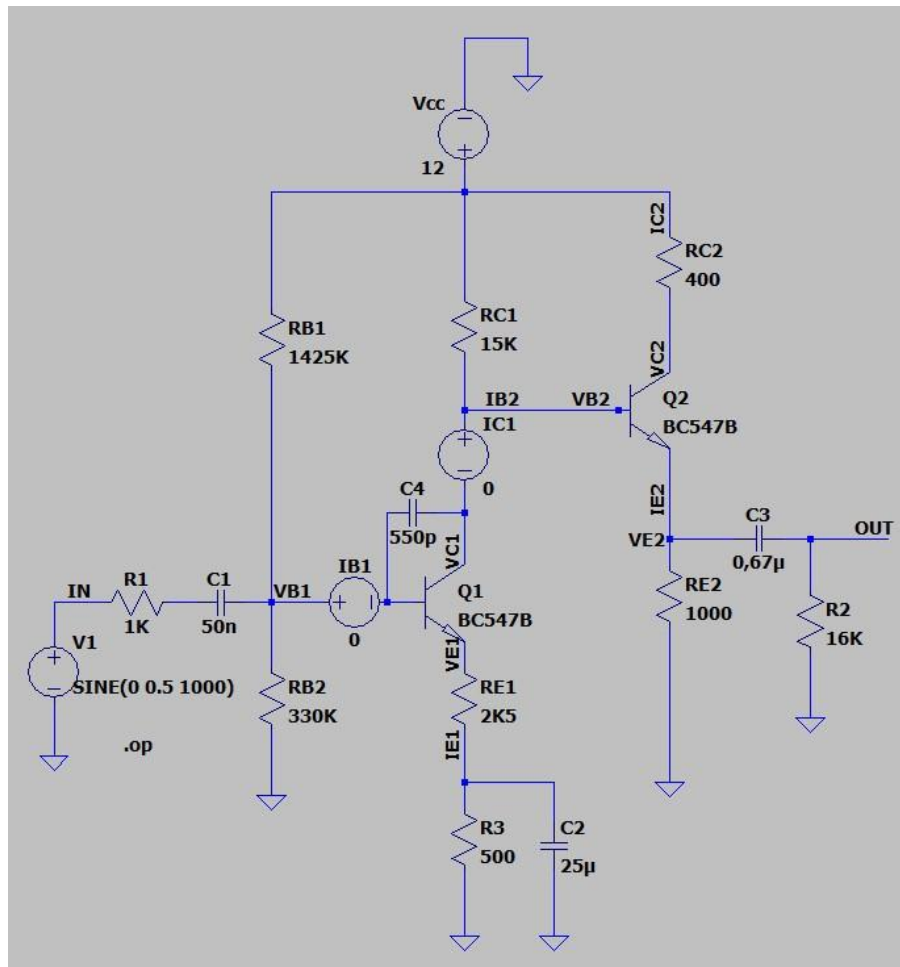 Vcc
12
IC2
RC2
400
RC1
15K
RB1
1425K
VC2
IB2
VB2
Q2
BC547B
IC1
0
C4
550p
VC1
IE2
C3
OUT
VE2
0,67µ
IB1
0
Q1
BC547B
RE2
1000
R2
16K
IN
R1
1K
C1
50n
VB1
V1
SINE(0 0.5 1000)
RB2
330K
.op
VE1
RE1
2K5
IE1
R3
500
C2
25µ